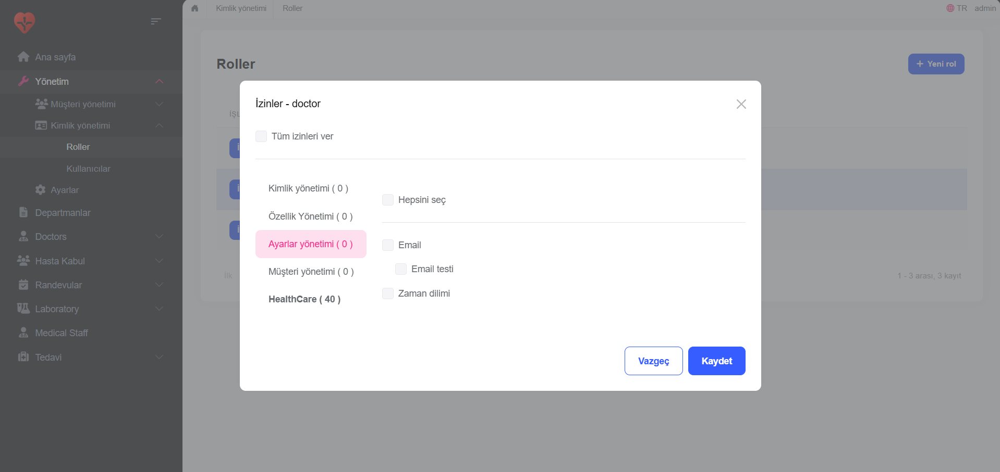 Kimlik yönetimi
Roller
TR
admin
Ana sayfa
Yönetim
Müşteri yönetimi
Kimlik yönetimi
Roller
Kullanıcılar
Ayarlar
Departmanlar
Doctors
Hasta Kabul
Randevular
Laboratory
Medical Staff
Tedavi
Roller
+ Yeni rol
İzinler - doctor
Tüm izinleri ver
Kimlik yönetimi ( 0 )
Özellik Yönetimi ( 0 )
Ayarlar yönetimi ( 0 )
Müşteri yönetimi ( 0 )
HealthCare ( 40 )
Hepsini seç
Email
Email testi
Zaman dilimi
Vazgeç
Kaydet
İlk
1 - 3 arası, 3 kayıt